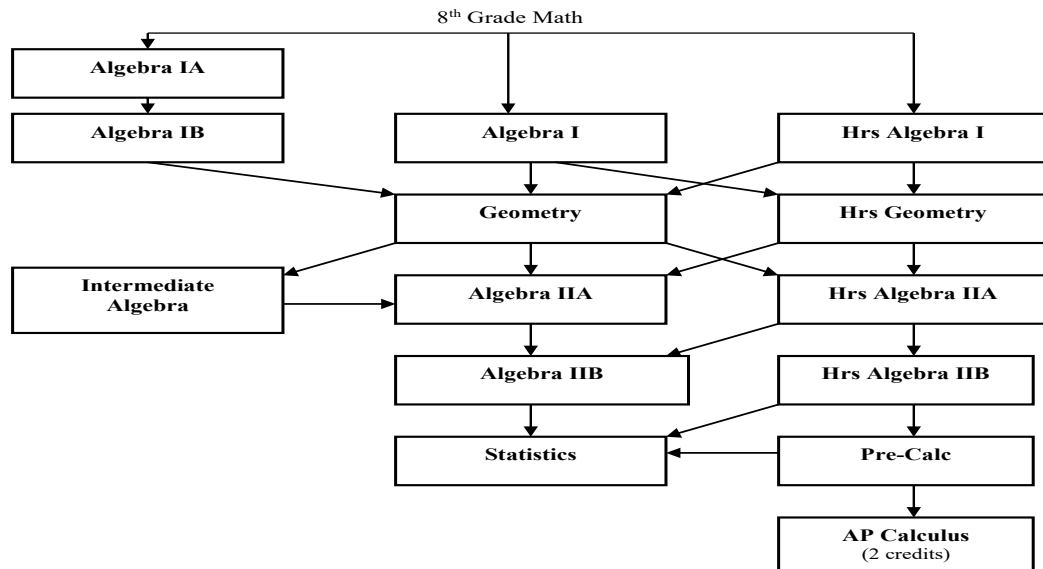 8th Grade Math
Algebra IA
Algebra IB
Algebra I
Hrs Algebra I
Geometry
Hrs Geometry
Intermediate
Algebra
Algebra IIA
Hrs Algebra IIA
Algebra IIB
Hrs Algebra IIB
Statistics
Pre-Calc
AP Calculus
(2 credits)